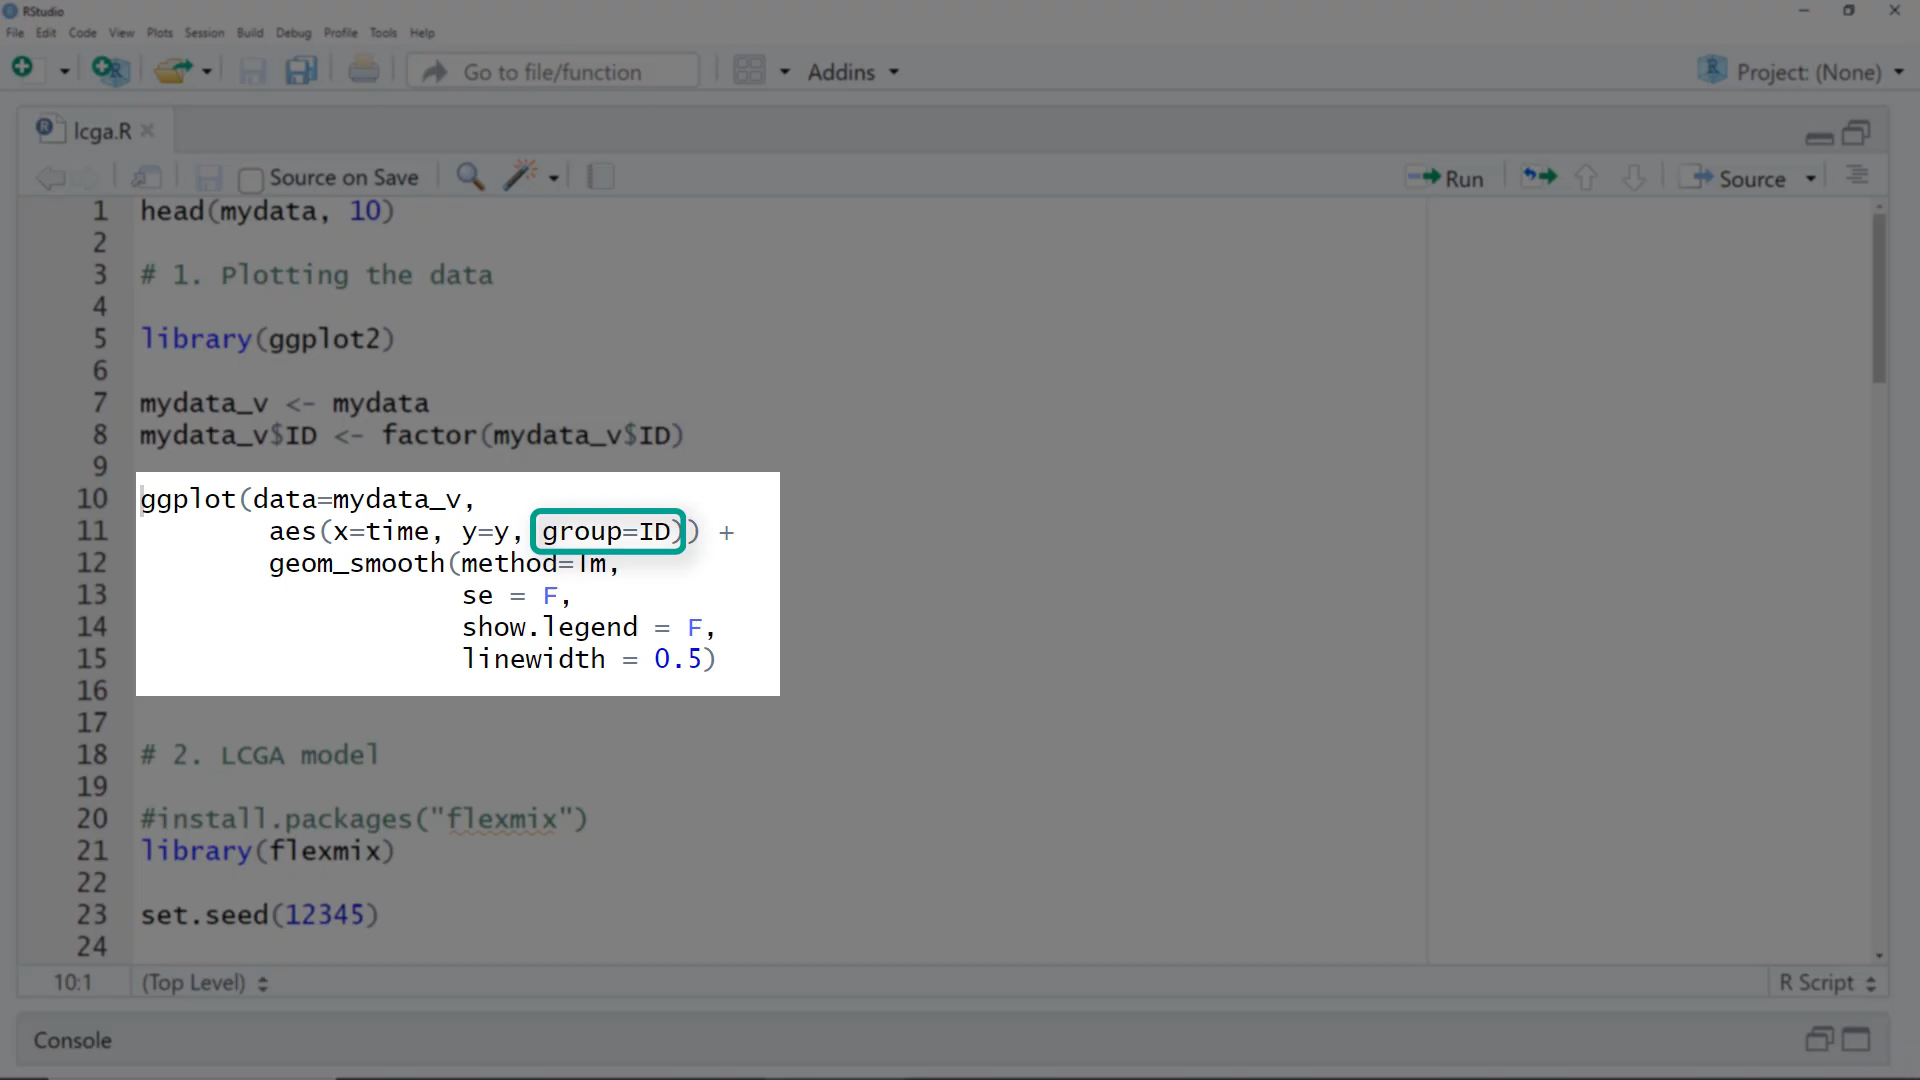 RStudio
File Edit Code View Plots Session Build Debug Profile Tools Help
Go to file/function Addins Project: (None)
lcga.R
Source on Save Run Source
1 head(mydata, 10)
2
3 # 1. Plotting the data
4
5 library(ggplot2)
6
7 mydata_v <- mydata
8 mydata_v$ID <- factor(mydata_v$ID)
9
10 ggplot(data=mydata_v,
11 aes(x=time, y=y, group=ID)) +
12 geom_smooth(method=lm,
13 se = F,
14 show.legend = F,
15 linewidth = 0.5)
16
17
18 # 2. LCGA model
19
20 #install.packages("flexmix")
21 library(flexmix)
22
23 set.seed(12345)
24
10:1 (Top Level) R Script
Console